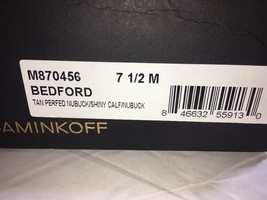 M870456 7 1/2 M
BEDFORD
TAN PERFED NUBUCK/SHINY CALF/NUBUCK
8 46632 55913 0
AMINKOFF